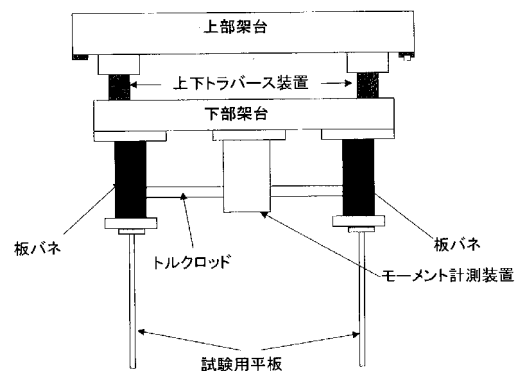 上部架台
上下トラバース装置
下部架台
板バネ
トルクロッド
板バネ
モーメント計測装置
試験用平板